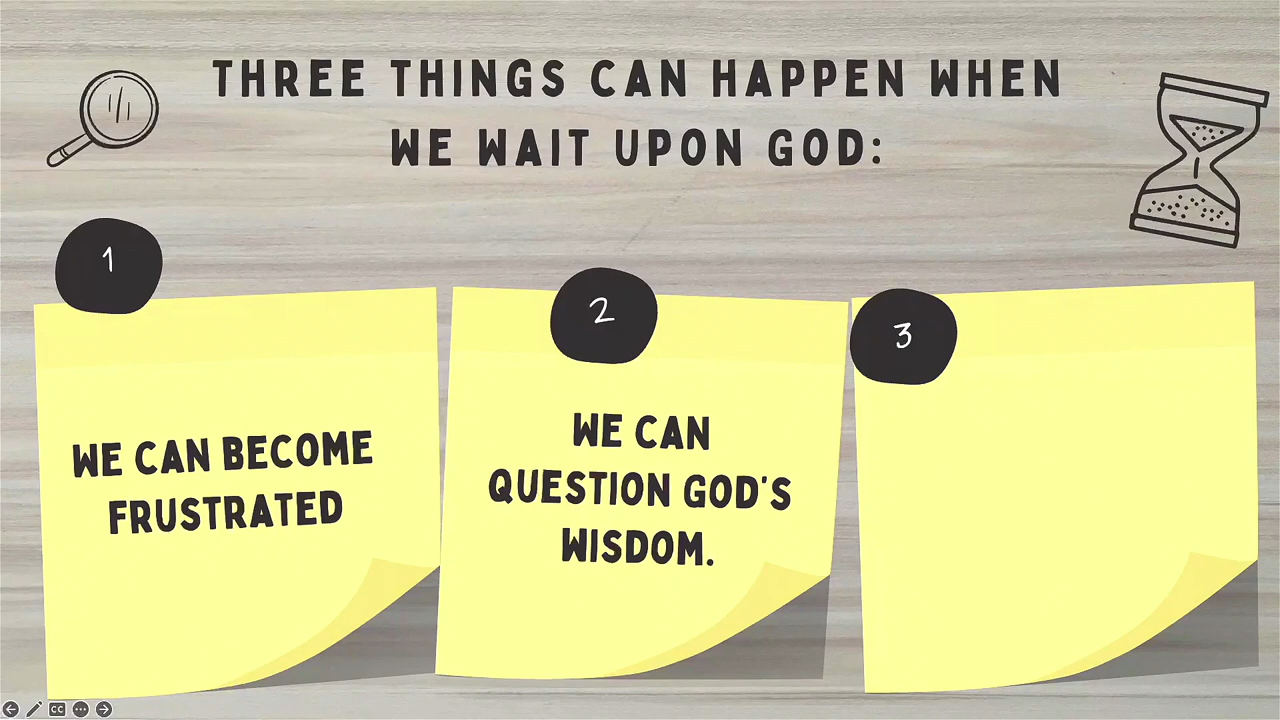 THREE THINGS CAN HAPPEN WHEN
WE WAIT UPON GOD:
1
WE CAN BECOME
FRUSTRATED
2
WE CAN
QUESTION GOD'S
WISDOM.
3
CC